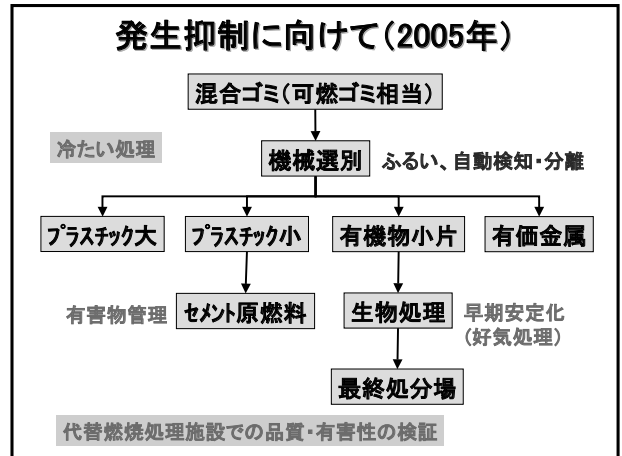 発生抑制に向けて(2005年)
混合ゴミ(可燃ゴミ相当)
冷たい処理
機械選別
ふるい、自動検知・分離
プラスチック大
プラスチック小
有機物小片
有価金属
有害物管理
セメント原燃料
生物処理
早期安定化
(好気処理)
最終処分場
代替燃焼処理施設での品質・有害性の検証